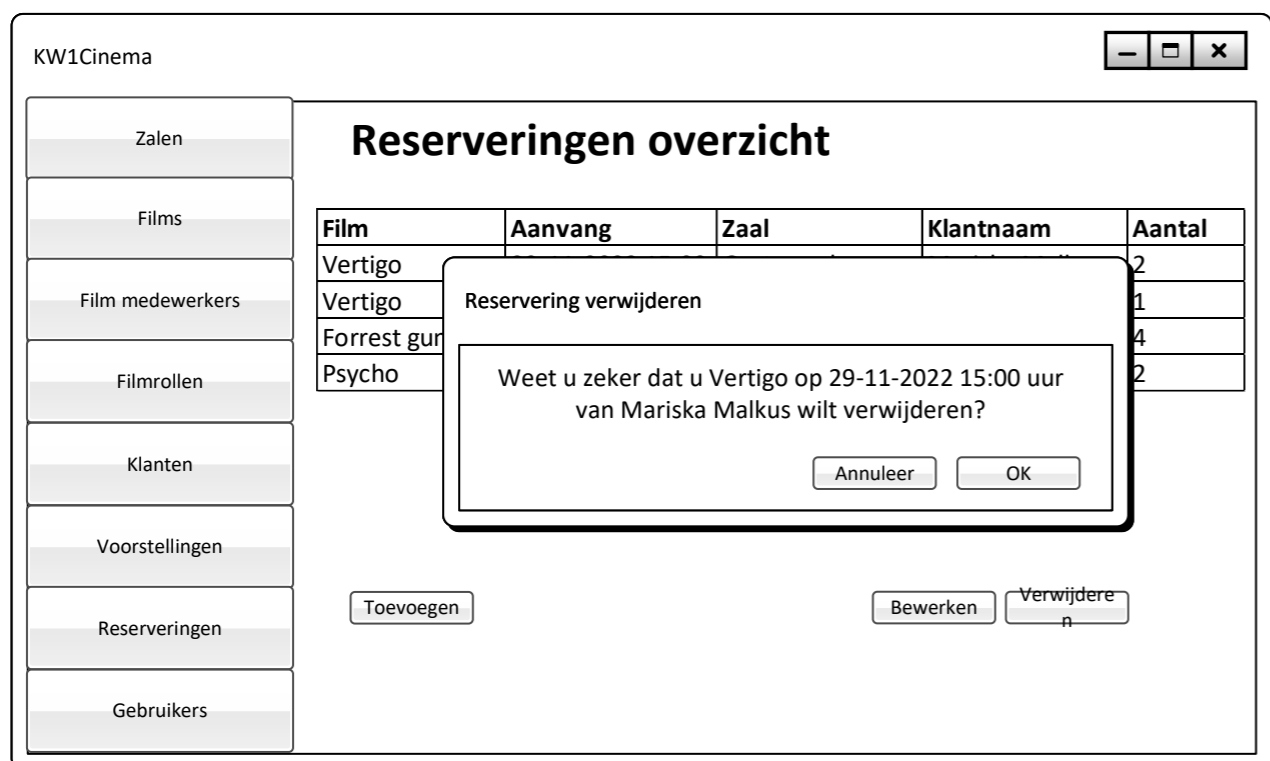 KW1Cinema
Zalen
Films
Film medewerkers
Filmrollen
Klanten
Voorstellingen
Reserveringen
Gebruikers
Reserveringen overzicht
Film Aanvang Zaal Klantnaam Aantal
Vertigo 2
Vertigo 1
Forrest 4
Psycho 2
Reservering verwijderen
Weet u zeker dat u Vertigo op 29-11-2022 15:00 uur
van Mariska Malkus wilt verwijderen?
Annuleer OK
Toevoegen Bewerken Verwijdere
n